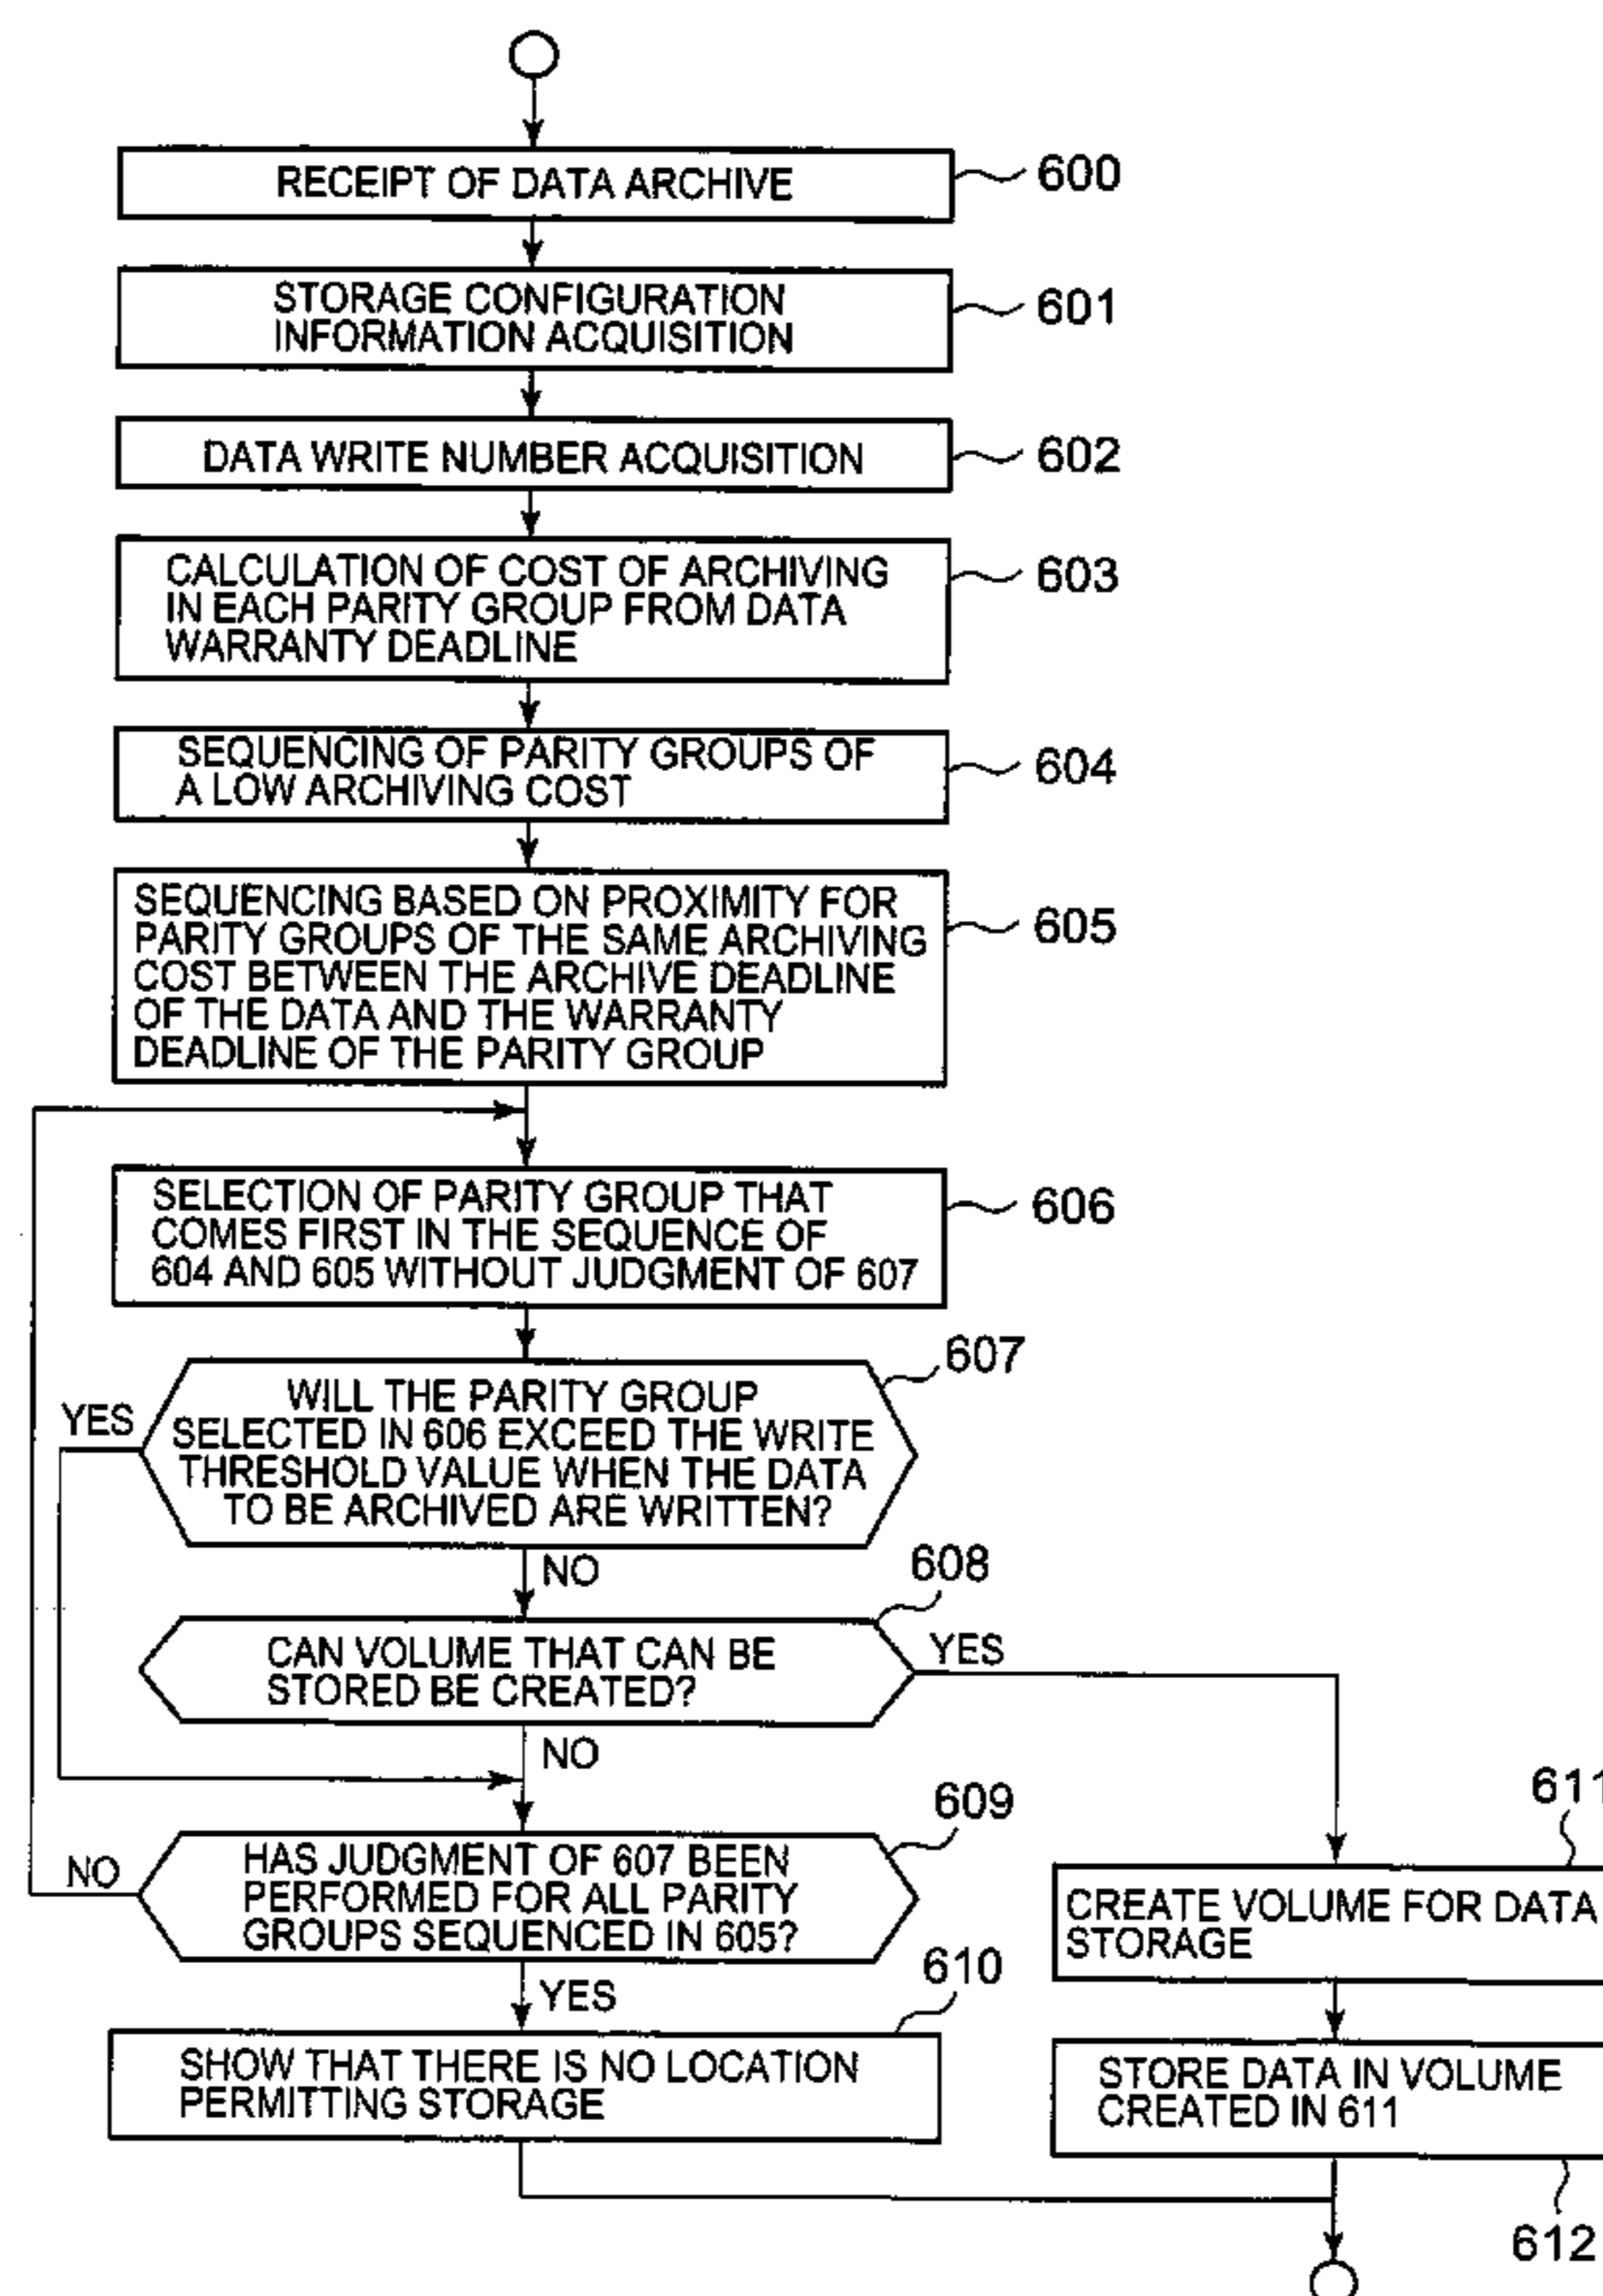 RECEIPT OF DATA ARCHIVE
600
STORAGE CONFIGURATION
INFORMATION ACQUISITION
601
DATA WRITE NUMBER ACQUISITION
602
CALCULATION OF COST OF ARCHIVING
IN EACH PARITY GROUP FROM DATA
WARRANTY DEADLINE
603
SEQUENCING OF PARITY GROUPS OF
A LOW ARCHIVING COST
604
SEQUENCING BASED ON PROXIMITY FOR
PARITY GROUPS OF THE SAME ARCHIVING
COST BETWEEN THE ARCHIVE DEADLINE
OF THE DATA AND THE WARRANTY
DEADLINE OF THE PARITY GROUP
605
SELECTION OF PARITY GROUP THAT
COMES FIRST IN THE SEQUENCE OF
604 AND 605 WITHOUT JUDGMENT OF 607
606
607
WILL THE PARITY GROUP
SELECTED IN 606 EXCEED THE WRITE
THRESHOLD VALUE WHEN THE DATA
TO BE ARCHIVED ARE WRITTEN?
YES
NO
608
CAN VOLUME THAT CAN BE
STORED BE CREATED?
YES
NO
609
HAS JUDGMENT OF 607 BEEN
PERFORMED FOR ALL PARITY
GROUPS SEQUENCED IN 605?
NO
YES
610
SHOW THAT THERE IS NO LOCATION
PERMITTING STORAGE
611
CREATE VOLUME FOR DATA
STORAGE
STORE DATA IN VOLUME
CREATED IN 611
612